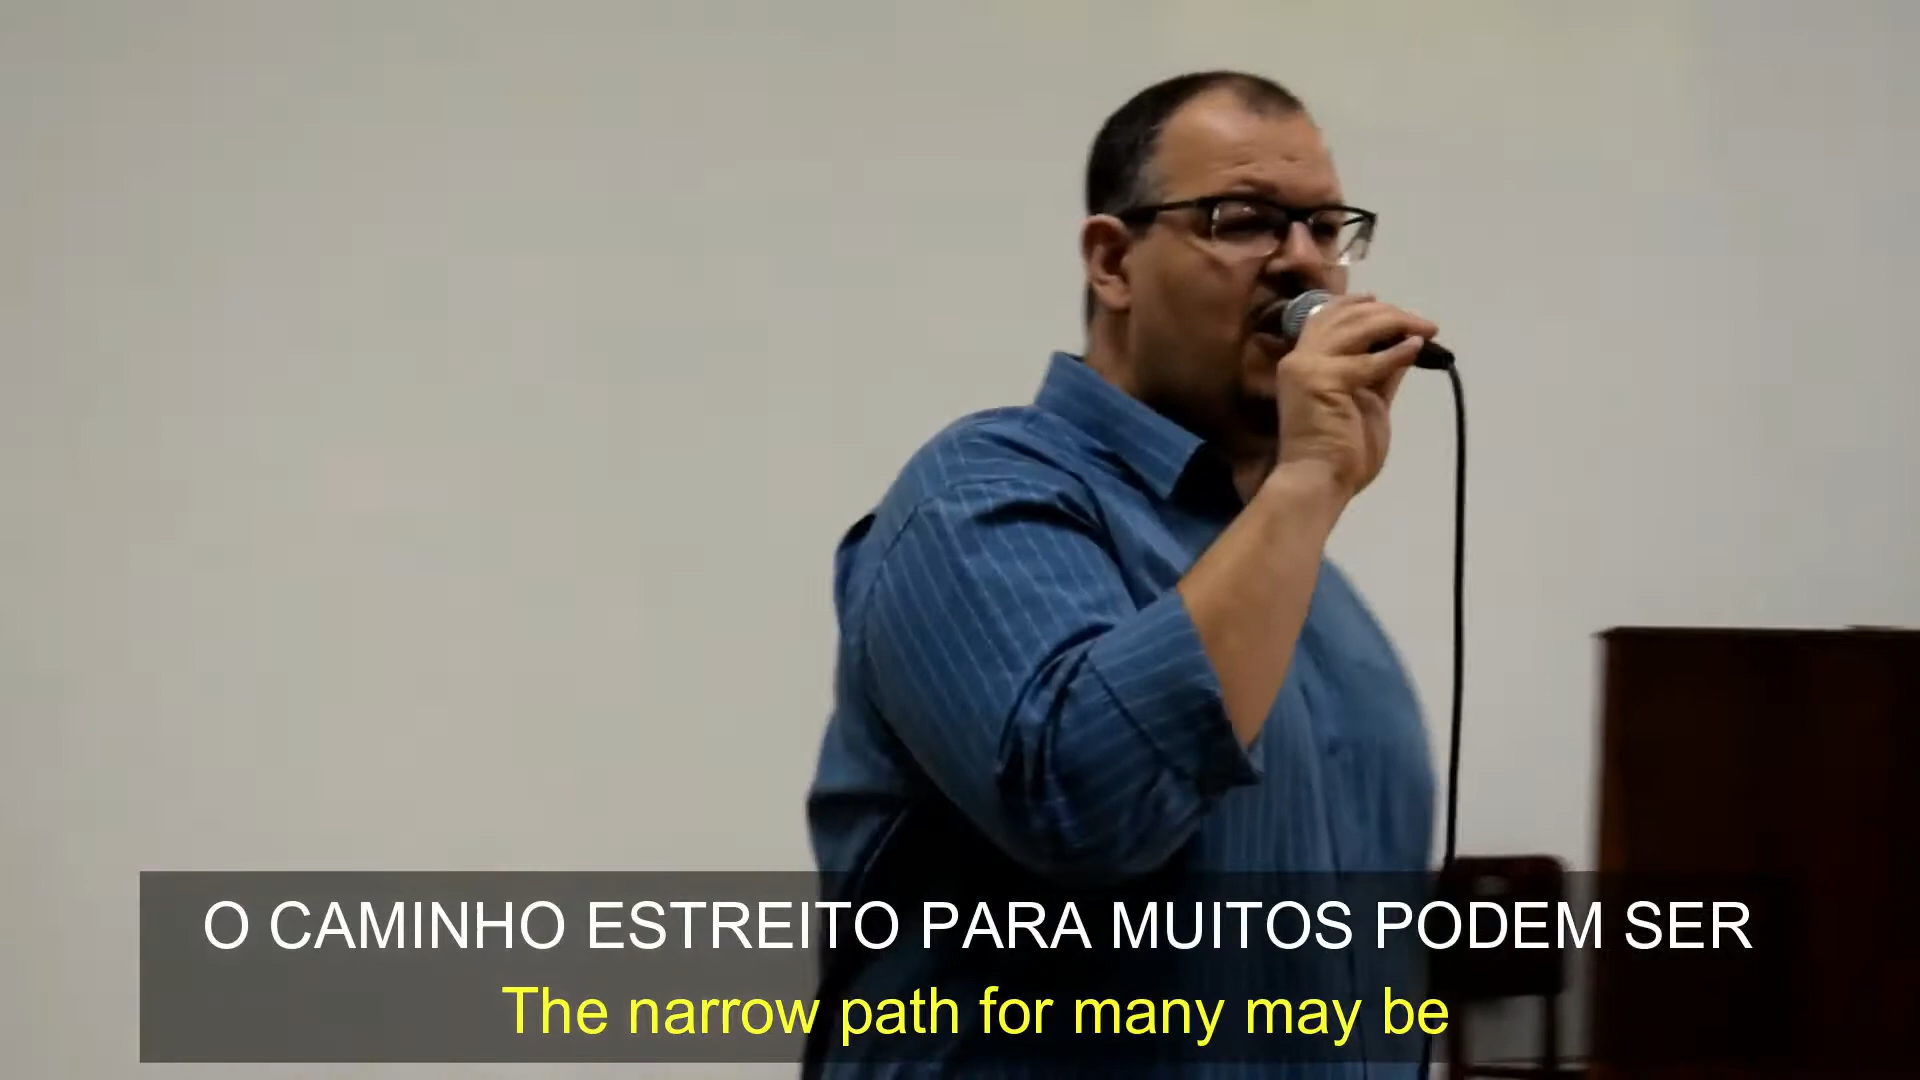 O CAMINHO ESTREITO PARA MUITOS PODEM SER
The narrow path for many may be